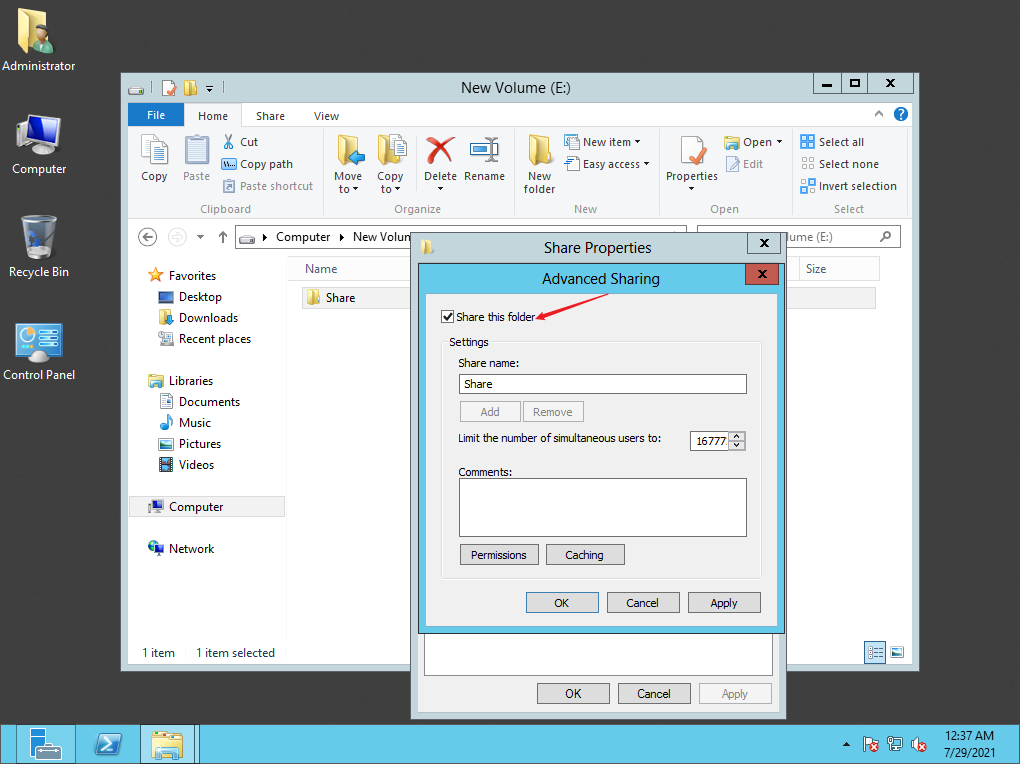 Administrator
Computer
Recycle Bin
Control Panel
New Volume (E:)
File Home Share View
Copy
Paste
Cut
Copy path
Paste shortcut
Clipboard
Move to
Copy to
Delete
Rename
Organize
New folder
New item
Easy access
New
Properties
Open
Edit
Open
Select all
Select none
Invert selection
Select
Computer
Name
Size
Share
Favorites
Desktop
Downloads
Recent places
Libraries
Documents
Music
Pictures
Videos
Computer
Network
1 item 1 item selected
Share Properties
Advanced Sharing
Share this folder
Settings
Share name:
Share
Add Remove
Limit the number of simultaneous users to:
16777
Comments:
Permissions Caching
OK Cancel Apply
OK Cancel Apply
12:37 AM
7/29/2021